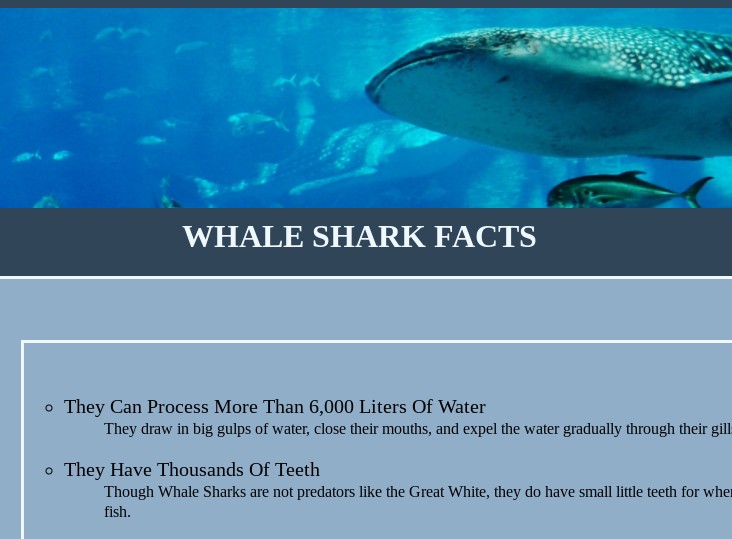 WHALE SHARK FACTS
They Can Process More Than 6,000 Liters Of Water
They draw in big gulps of water, close their mouths, and expel the water gradually through their gills
They Have Thousands Of Teeth
Though Whale Sharks are not predators like the Great White, they do have small little teeth for when
fish.